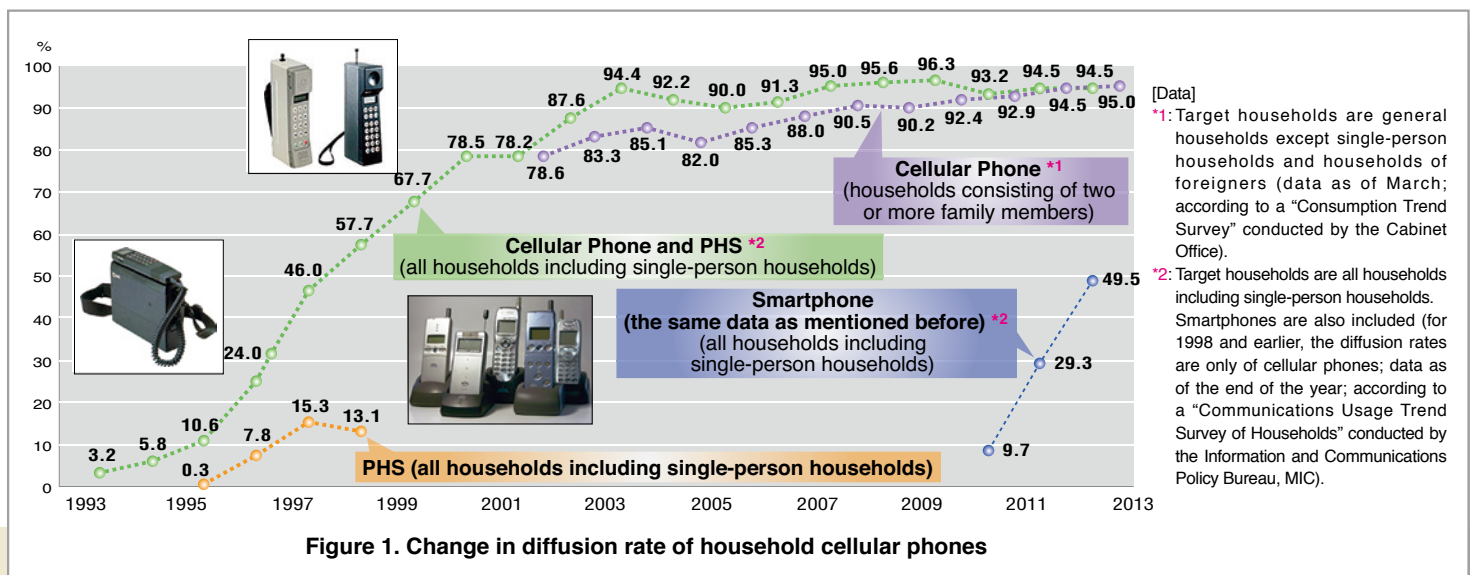 %
100
90
80
70
60
50
40
30
20
10
0
1993 1995 1997 1999 2001 2003 2005 2007 2009 2011 2013
3.2 5.8 10.6 24.0 46.0 57.7 67.7 78.5 78.2 87.6 94.4 92.2 90.0 91.3 95.0 95.6 96.3 93.2 94.5 94.5
78.6 83.3 85.1 82.0 85.3 88.0 90.5 90.2 92.4 92.9 94.5 95.0
0.3 7.8 15.3 13.1
9.7 29.3 49.5
Cellular Phone *1
(households consisting of two
or more family members)
Cellular Phone and PHS *2
(all households including single-person households)
Smartphone
(the same data as mentioned before) *2
(all households including
single-person households)
PHS (all households including single-person households)
[Data]
*1: Target households are general
households except single-person
households and households of
foreigners (data as of March;
according to a “Consumption Trend
Survey” conducted by the Cabinet
Office).
*2: Target households are all households
including single-person households.
Smartphones are also included (for
1998 and earlier, the diffusion rates
are only of cellular phones; data as
of the end of the year; according to
a “Communications Usage Trend
Survey of Households” conducted by
the Information and Communications
Policy Bureau, MIC).
Figure 1. Change in diffusion rate of household cellular phones